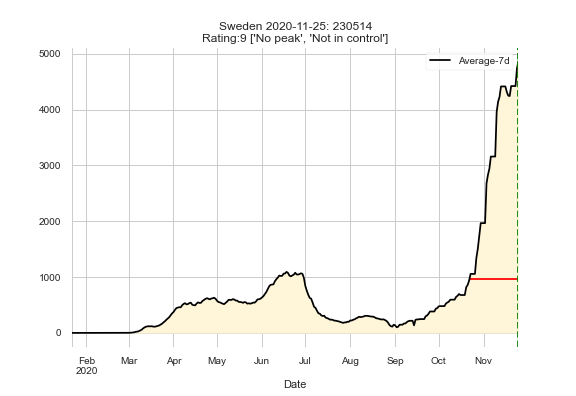 Sweden 2020-11-25: 230514
Rating:9 ['No peak', 'Not in control']
Average-7d
5000
4000
3000
2000
1000
0
Feb Mar Apr May Jun Jul Aug Sep Oct Nov
2020
Date